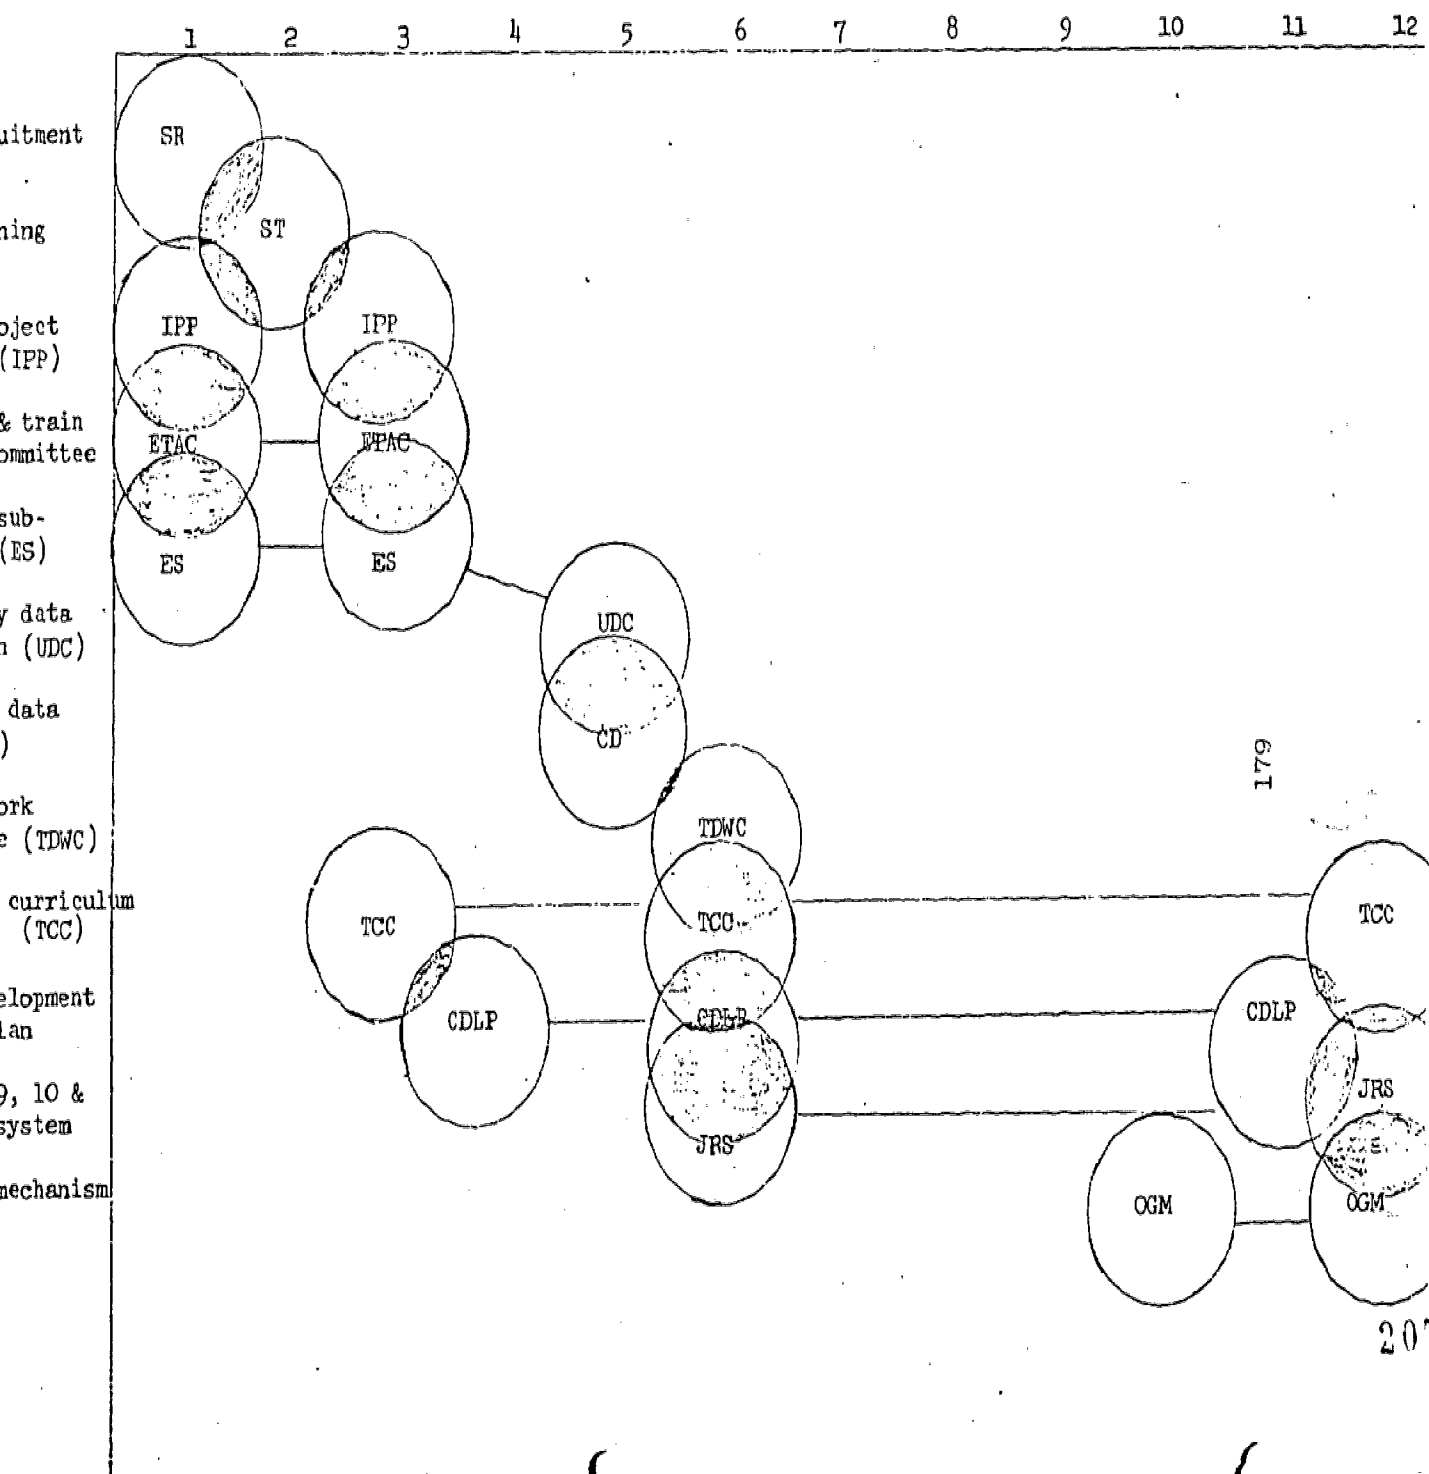 1 2 3 4 5 6 7 8 9 10 11 12
uitment
SR
ning
ST
oject
(IPP)
IPP IPP
& train
ommittee
ETAC ETAC
sub-
(ES)
ES ES
y data
n (UDC)
UDC
data
)
CD
179
ork
e (TDWC)
TDWC
curriculum
(TCC)
TCC TCC TCC
elopment
lan
CDLP CDLP CDLP
9, 10 &
system
JRS JRS
mechanism
OGM OGM
207